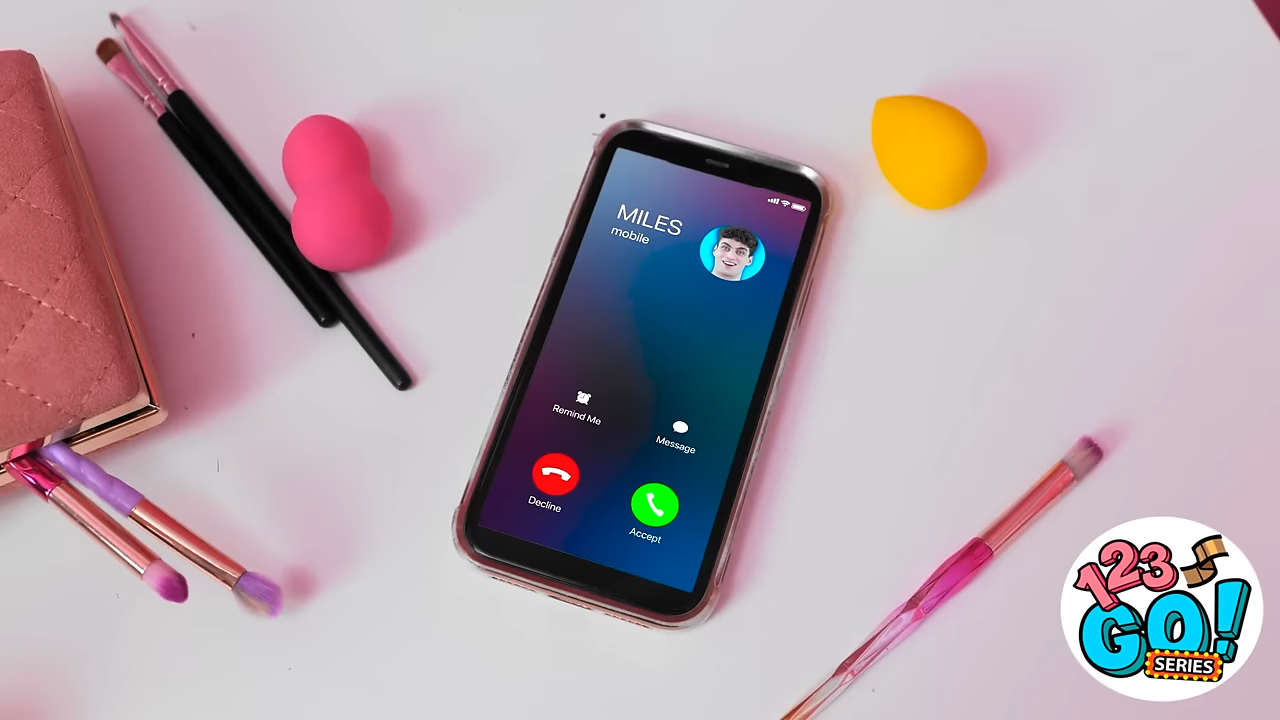 MILES
mobile
Remind Me
Message
Decline
Accept
123
GO!
SERIES